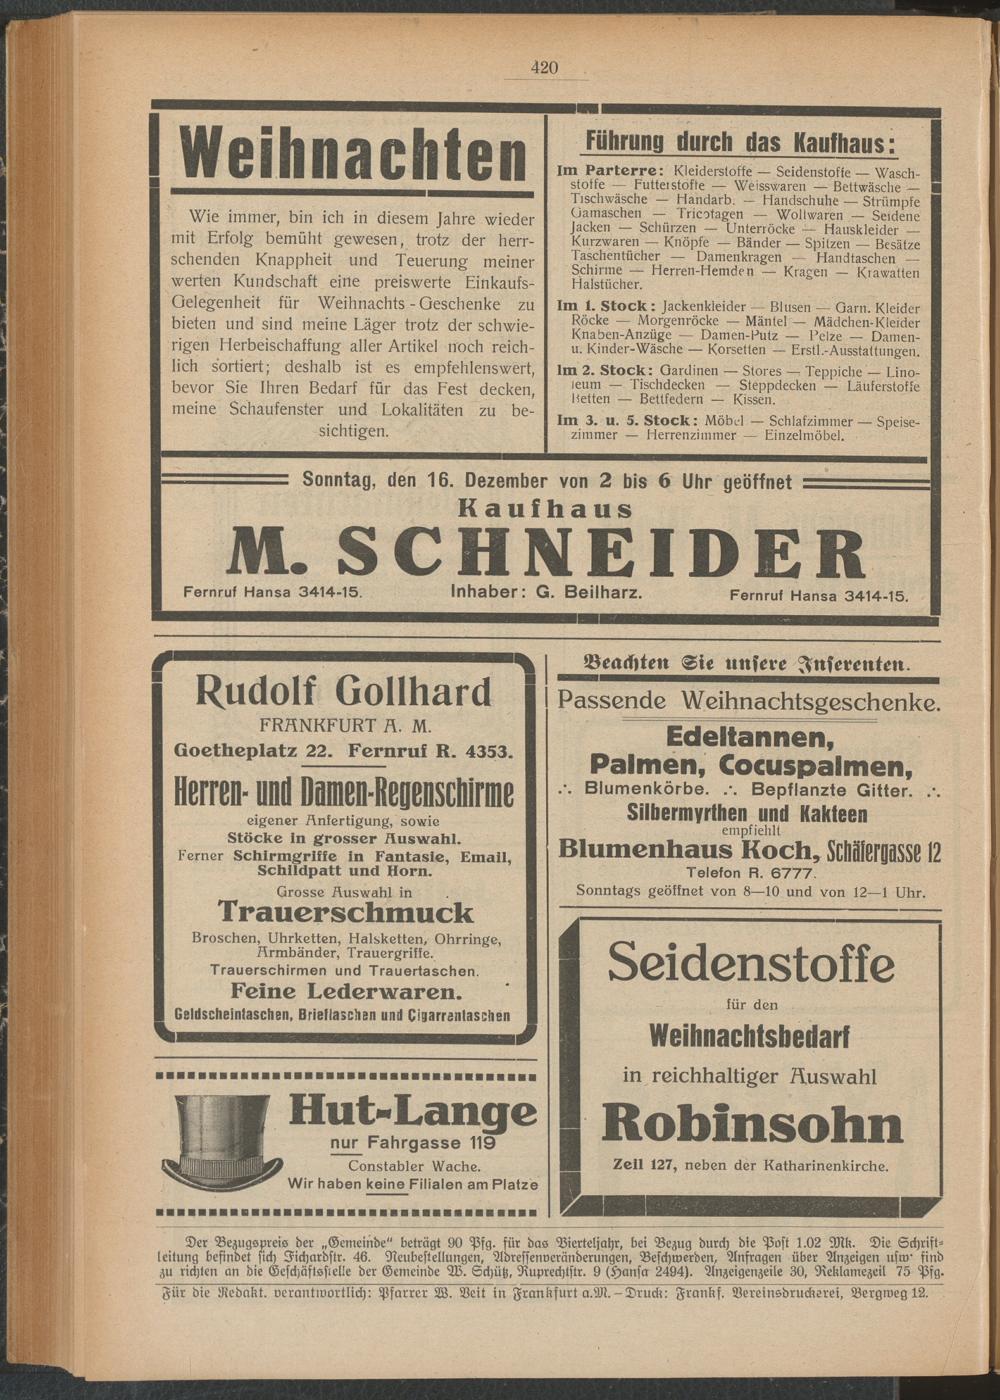 420
Weihnachten
Wie immer, bin ich in diesem Jahre wieder
mit Erfolg bemüht gewesen, trotz der herr-
schenden Knappheit und Teuerung meiner
werten Kundschaft eine preiswerte Einkaufs-
Gelegenheit für Weihnachts-Geschenke zu
bieten und sind meine Läger trotz der schwie-
rigen Herbeischaffung aller Artikel noch reich-
lich sortiert; deshalb ist es empfehlenswert,
bevor Sie Ihren Bedarf für das Fest decken,
meine Schaufenster und Lokalitäten zu be-
sichtigen.
Führung durch das Kaufhaus:
Im Parterre: Kleiderstoffe — Seidenstoffe — Wasch-
stoffe — Futterstoffe — Weisswaren — Bettwäsche —
Tischwäsche — Handarb. — Handschuhe — Strümpfe
Gamaschen — Tricotagen — Wollwaren — Seidene
Jacken — Schürzen — Unterröcke — Hauskleider —
Kurzwaren — Knöpfe — Bänder — Spitzen — Besätze
Taschentücher — Damenkragen — Handtaschen —
Schirme — Herren-Hemden — Kragen — Krawatten
Halstücher.
Im 1. Stock: Jackenkleider — Blusen — Garn. Kleider
Röcke — Morgenröcke — Mäntel — Mädchen-Kleider
Knaben-Anzüge — Damen-Putz — Pelze — Damen-
u. Kinder-Wäsche — Korsetten — Erstl.-Ausstattungen.
Im 2. Stock: Gardinen — Stores — Teppiche — Lino-
leum — Tischdecken — Steppdecken — Läuferstoffe
Betten — Bettfedern — Kissen.
Im 3. u. 5. Stock: Möbel — Schlafzimmer — Speise-
zimmer — Herrenzimmer — Einzelmöbel.
Sonntag, den 16. Dezember von 2 bis 6 Uhr geöffnet
Kaufhaus
M. SCHNEIDER
Fernruf Hansa 3414-15. Inhaber: G. Beilharz. Fernruf Hansa 3414-15.
Rudolf Gollhard
FRANKFURT A. M.
Goetheplatz 22. Fernruf R. 4353.
Herren- und Damen-Regenschirme
eigener Anfertigung, sowie
Stöcke in grosser Auswahl.
Ferner Schirmgriffe in Fantasie, Email,
Schildpatt und Horn.
Grosse Auswahl in
Trauerschmuck
Broschen, Uhrketten, Halsketten, Ohrringe,
Armbänder, Trauergriffe.
Trauerschirmen und Trauertaschen.
Feine Lederwaren.
Geldscheintaschen, Brieftaschen und Cigarrentaschen
Hut-Lange
nur Fahrgasse 119
Constabler Wache.
Wir haben keine Filialen am Platze
Beachten Sie unsere Inserenten.
Passende Weihnachtsgeschenke.
Edeltannen,
Palmen, Cocuspalmen,
∴ Blumenkörbe. ∴ Bepflanzte Gitter. ∴
Silbermyrthen und Kakteen
empfiehlt
Blumenhaus Koch, Schäfergasse 12
Telefon R. 6777.
Sonntags geöffnet von 8—10 und von 12—1 Uhr.
Seidenstoffe
für den
Weihnachtsbedarf
in reichhaltiger Auswahl
Robinsohn
Zeil 127, neben der Katharinenkirche.
Der Bezugspreis der „Gemeinde“ beträgt 90 Pfg. für das Vierteljahr, bei Bezug durch die Post 1.02 Mk. Die Schrift-
leitung befindet sich Fichardstr. 46. Neubestellungen, Adressenveränderungen, Beschwerden, Anfragen über Anzeigen usw. sind
zu richten an die Geschäftsstelle der Gemeinde W. Schütz, Ruprechtstr. 9 (Hansa 2494). Anzeigenzeile 30, Reklamezeil 75 Pfg.
Für die Redakt. verantwortlich: Pfarrer W. Veit in Frankfurt a.M. – Druck: Frankf. Vereinsdruckerei, Bergweg 12.